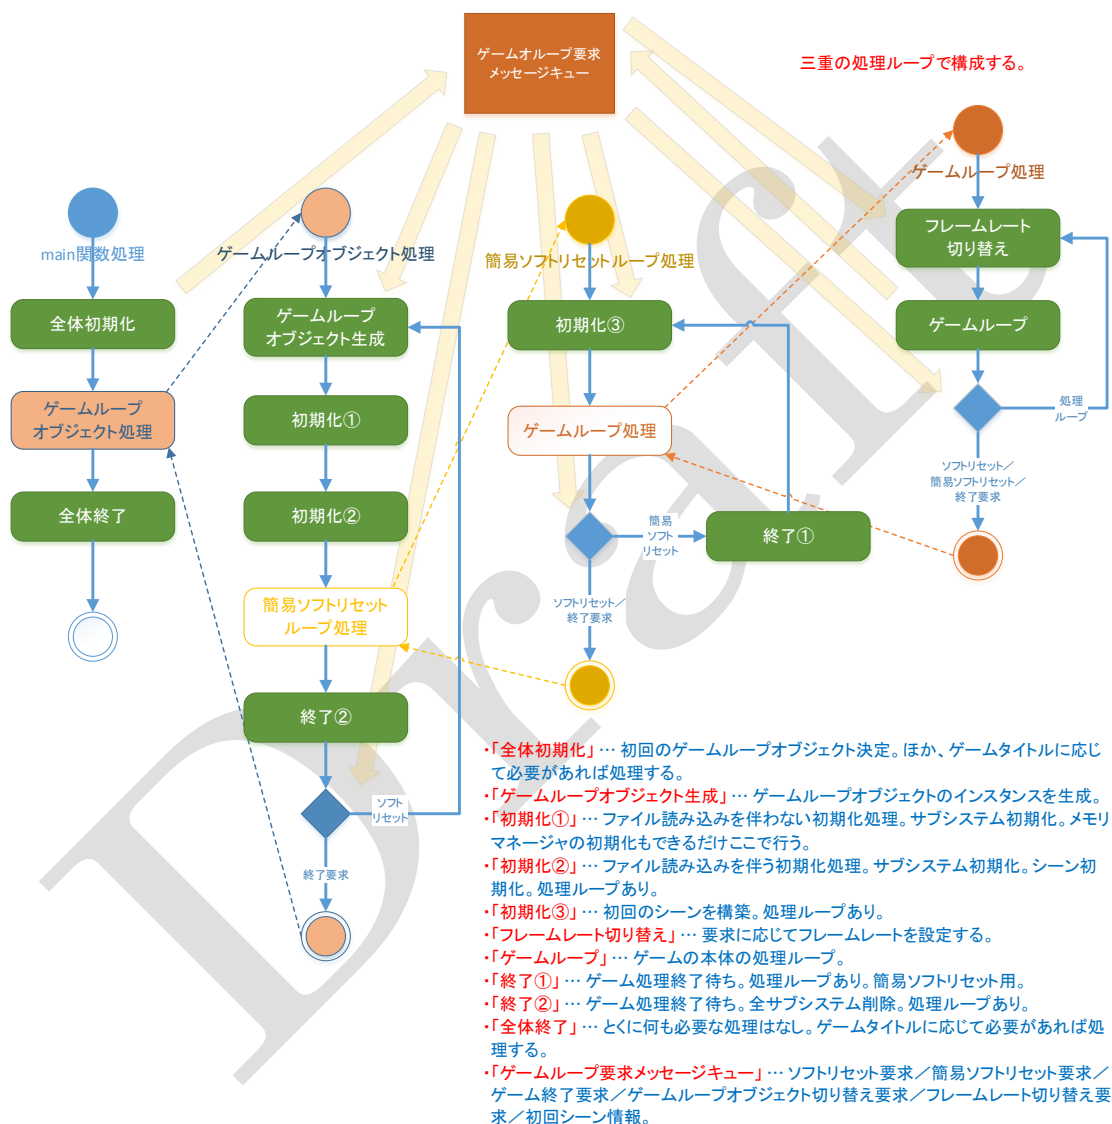 ゲームオループ要求
メッセージキュー
三重の処理ループで構成する。
main関数処理
全体初期化
ゲームループ
オブジェクト処理
全体終了
ゲームループオブジェクト処理
ゲームループ
オブジェクト生成
初期化①
初期化②
簡易ソフトリセット
ループ処理
終了②
ソフト
リセット
終了要求
簡易ソフトリセットループ処理
初期化③
ゲームループ処理
簡易
ソフト
リセット
終了①
ソフトリセット／
終了要求
ゲームループ処理
フレームレート
切り替え
ゲームループ
処理
ループ
ソフトリセット／
簡易ソフトリセット／
終了要求
・「全体初期化」 … 初回のゲームループオブジェクト決定。ほか、ゲームタイトルに応じ
て必要があれば処理する。
・「ゲームループオブジェクト生成」 … ゲームループオブジェクトのインスタンスを生成。
・「初期化①」 … ファイル読み込みを伴わない初期化処理。サブシステム初期化。メモリ
マネージャの初期化もできるだけここで行う。
・「初期化②」 … ファイル読み込みを伴う初期化処理。サブシステム初期化。シーン初
期化。処理ループあり。
・「初期化③」 … 初回のシーンを構築。処理ループあり。
・「フレームレート切り替え」 … 要求に応じてフレームレートを設定する。
・「ゲームループ」 … ゲームの本体の処理ループ。
・「終了①」 … ゲーム処理終了待ち。処理ループあり。簡易ソフトリセット用。
・「終了②」 … ゲーム処理終了待ち。全サブシステム削除。処理ループあり。
・「全体終了」 … とくに何も必要な処理はなし。ゲームタイトルに応じて必要があれば処
理する。
・「ゲームループ要求メッセージキュー」 … ソフトリセット要求／簡易ソフトリセット要求／
ゲーム終了要求／ゲームループオブジェクト切り替え要求／フレームレート切り替え要
求／初回シーン情報。
Draft